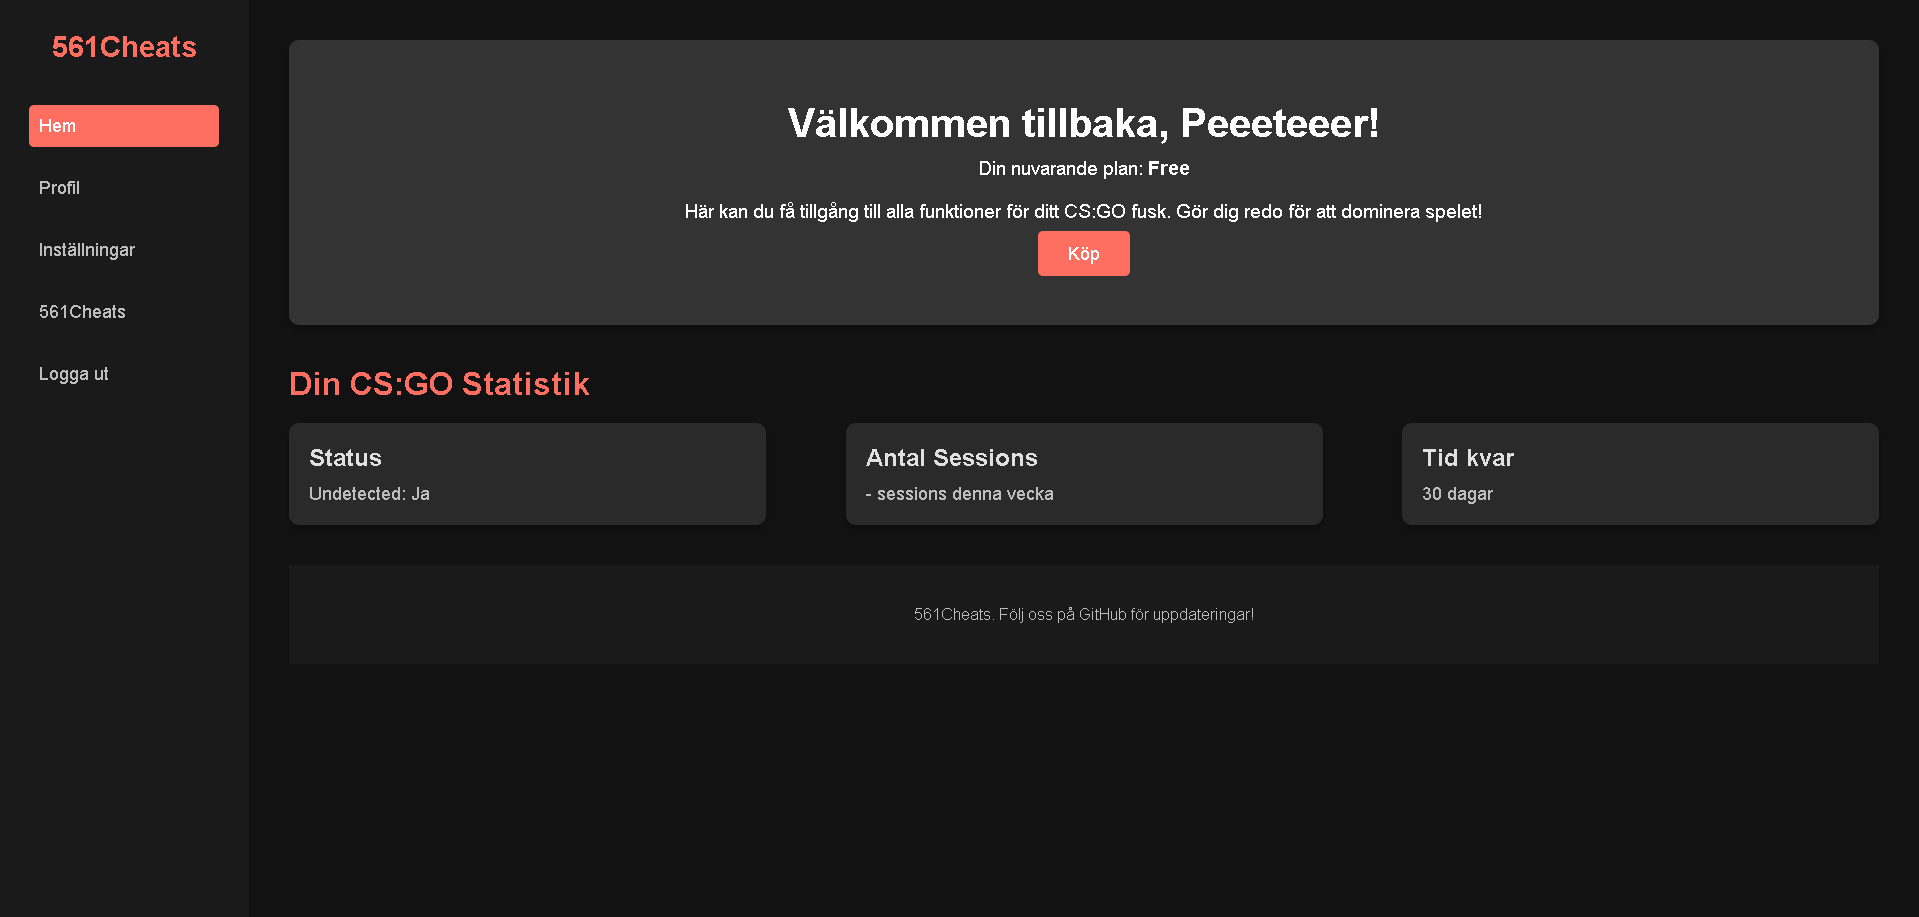 561Cheats
Hem
Profil
Inställningar
561Cheats
Logga ut
Välkommen tillbaka, Peeeteeer!
Din nuvarande plan: Free
Här kan du få tillgång till alla funktioner för ditt CS:GO fusk. Gör dig redo för att dominera spelet!
Köp
Din CS:GO Statistik
Status
Undetected: Ja
Antal Sessions
- sessions denna vecka
Tid kvar
30 dagar
561Cheats. Följ oss på GitHub för uppdateringar!